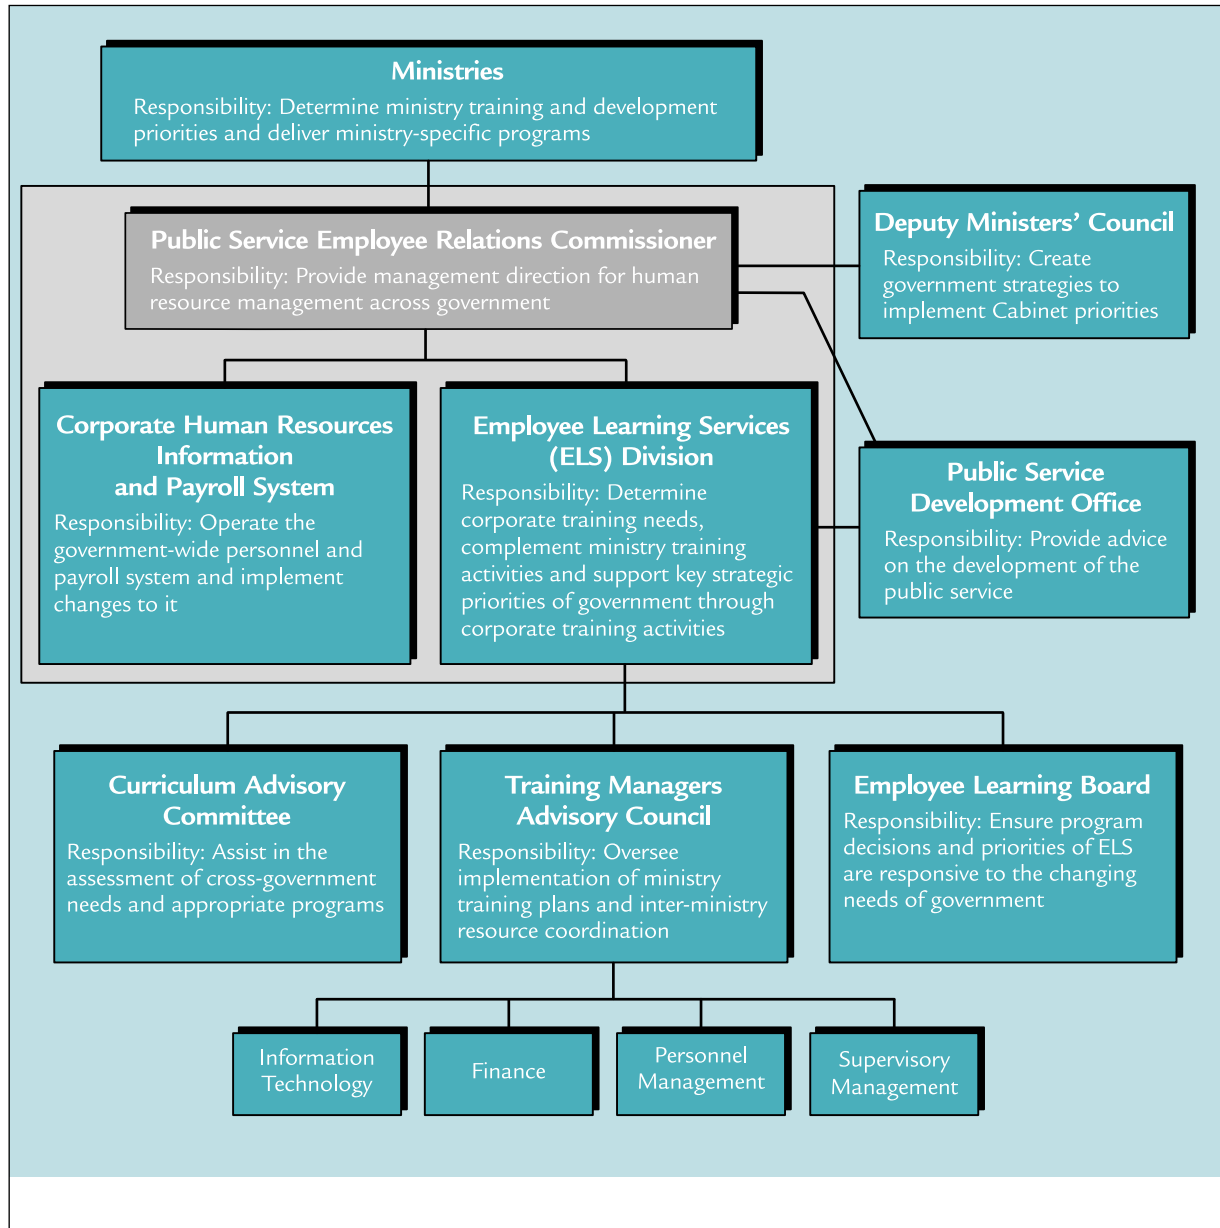 Ministries
Responsibility: Determine ministry training and development
priorities and deliver ministry-specific programs
Public Service Employee Relations Commissioner
Responsibility: Provide management direction for human
resource management across government
Deputy Ministers’ Council
Responsibility: Create
government strategies to
implement Cabinet priorities
Corporate Human Resources
Information
and Payroll System
Responsibility: Operate the
government-wide personnel and
payroll system and implement
changes to it
Employee Learning Services
(ELS) Division
Responsibility: Determine
corporate training needs,
complement ministry training
activities and support key strategic
priorities of government through
corporate training activities
Public Service
Development Office
Responsibility: Provide advice
on the development of the
public service
Curriculum Advisory
Committee
Responsibility: Assist in the
assessment of cross-government
needs and appropriate programs
Training Managers
Advisory Council
Responsibility: Oversee
implementation of ministry
training plans and inter-ministry
resource coordination
Employee Learning Board
Responsibility: Ensure program
decisions and priorities of ELS
are responsive to the changing
needs of government
Information
Technology
Finance
Personnel
Management
Supervisory
Management